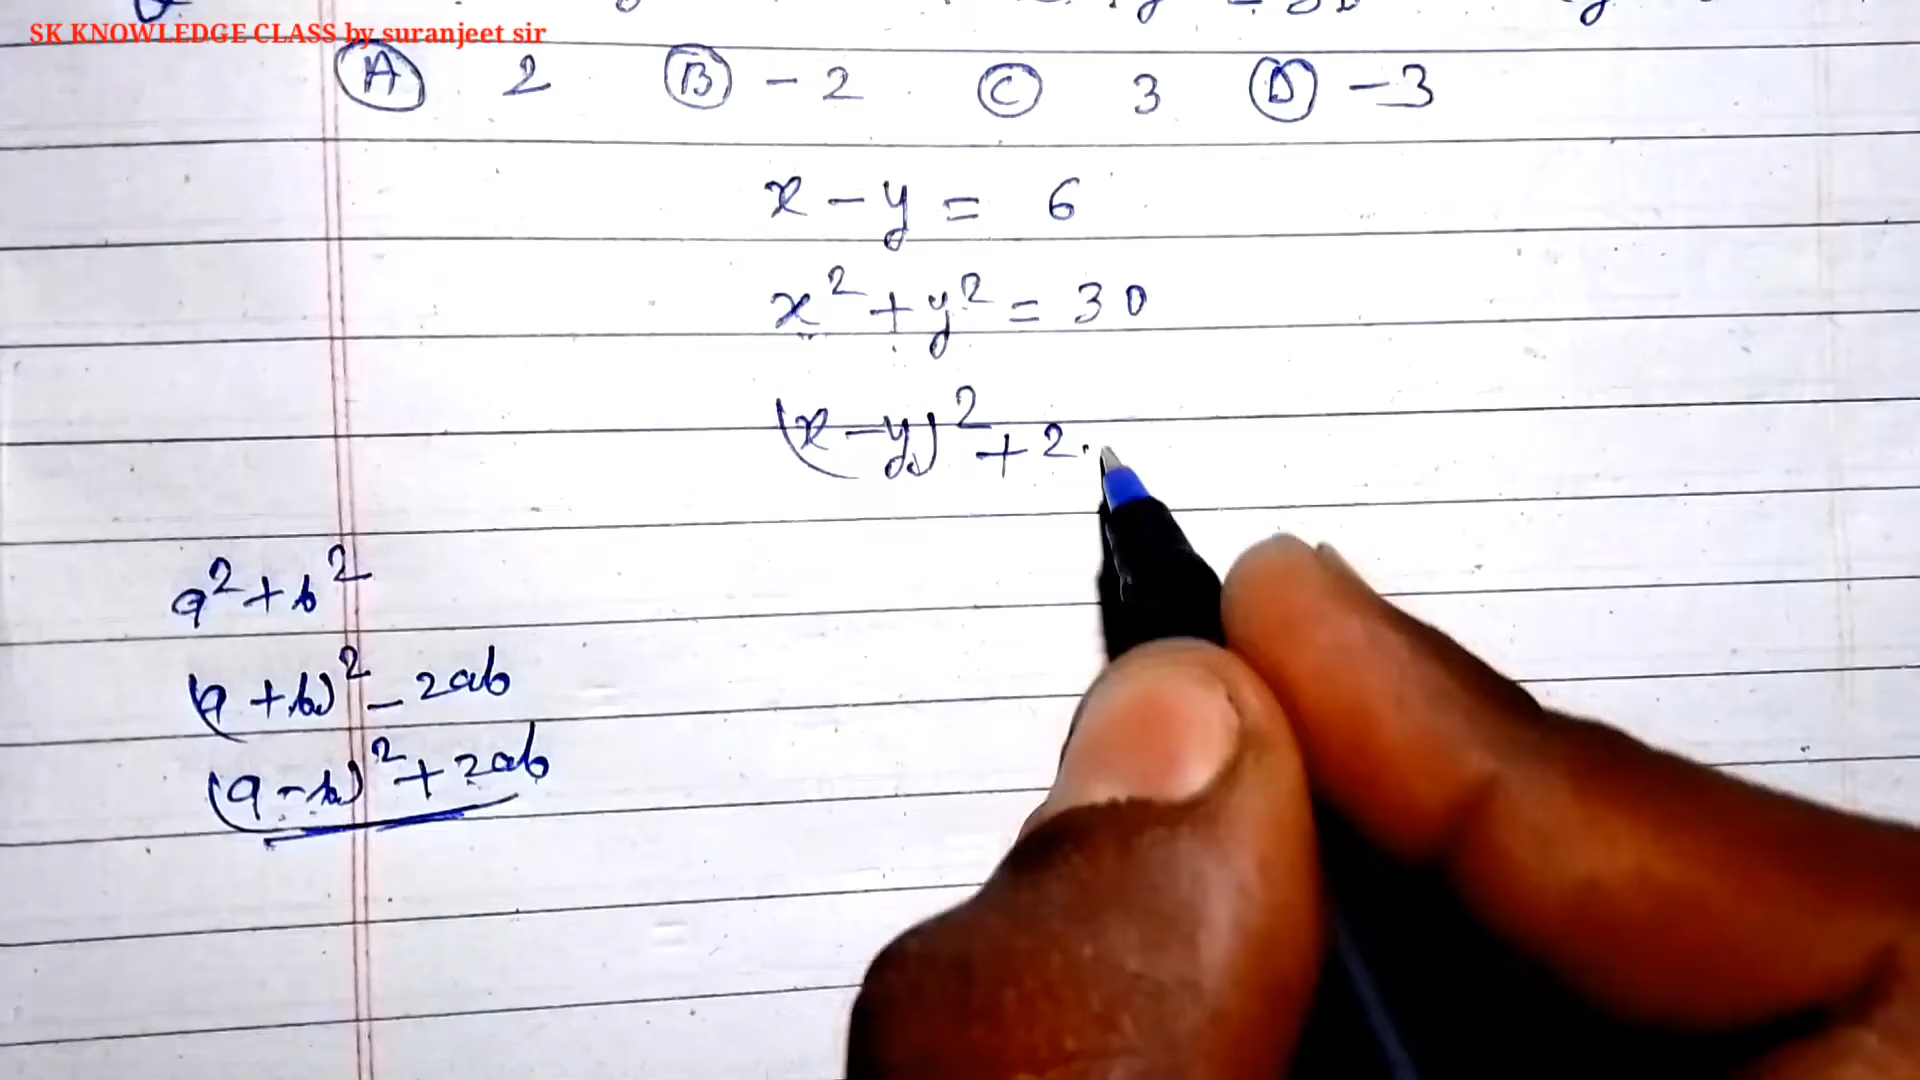 SK KNOWLEDGE CLASS by suranjeet sir
(A) 2 (B) -2 (C) 3 (D) -3
x - y = 6
x² + y² = 30
(x - y)² + 2.
a² + b²
(a + b)² - 2ab
(a - b)² + 2ab